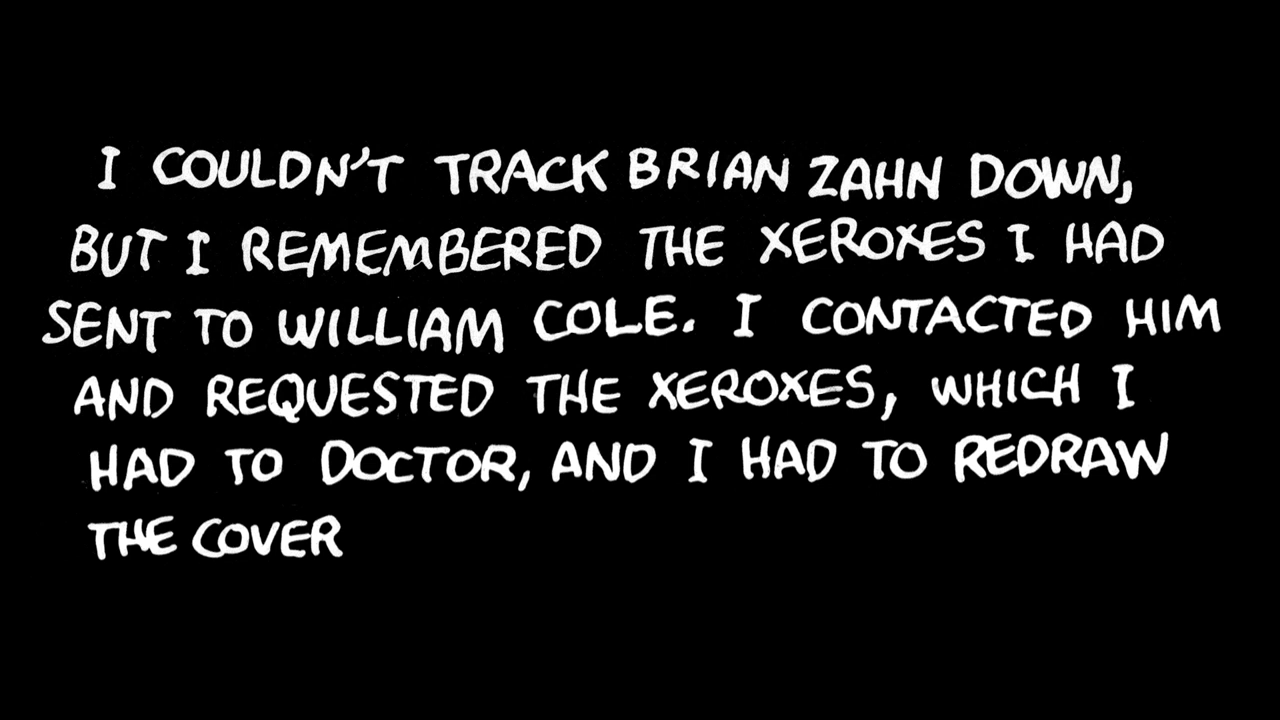 I COULDN'T TRACK BRIAN ZAHN DOWN,
BUT I REMEMBERED THE XEROXES I HAD
SENT TO WILLIAM COLE. I CONTACTED HIM
AND REQUESTED THE XEROXES, WHICH I
HAD TO DOCTOR, AND I HAD TO REDRAW
THE COVER